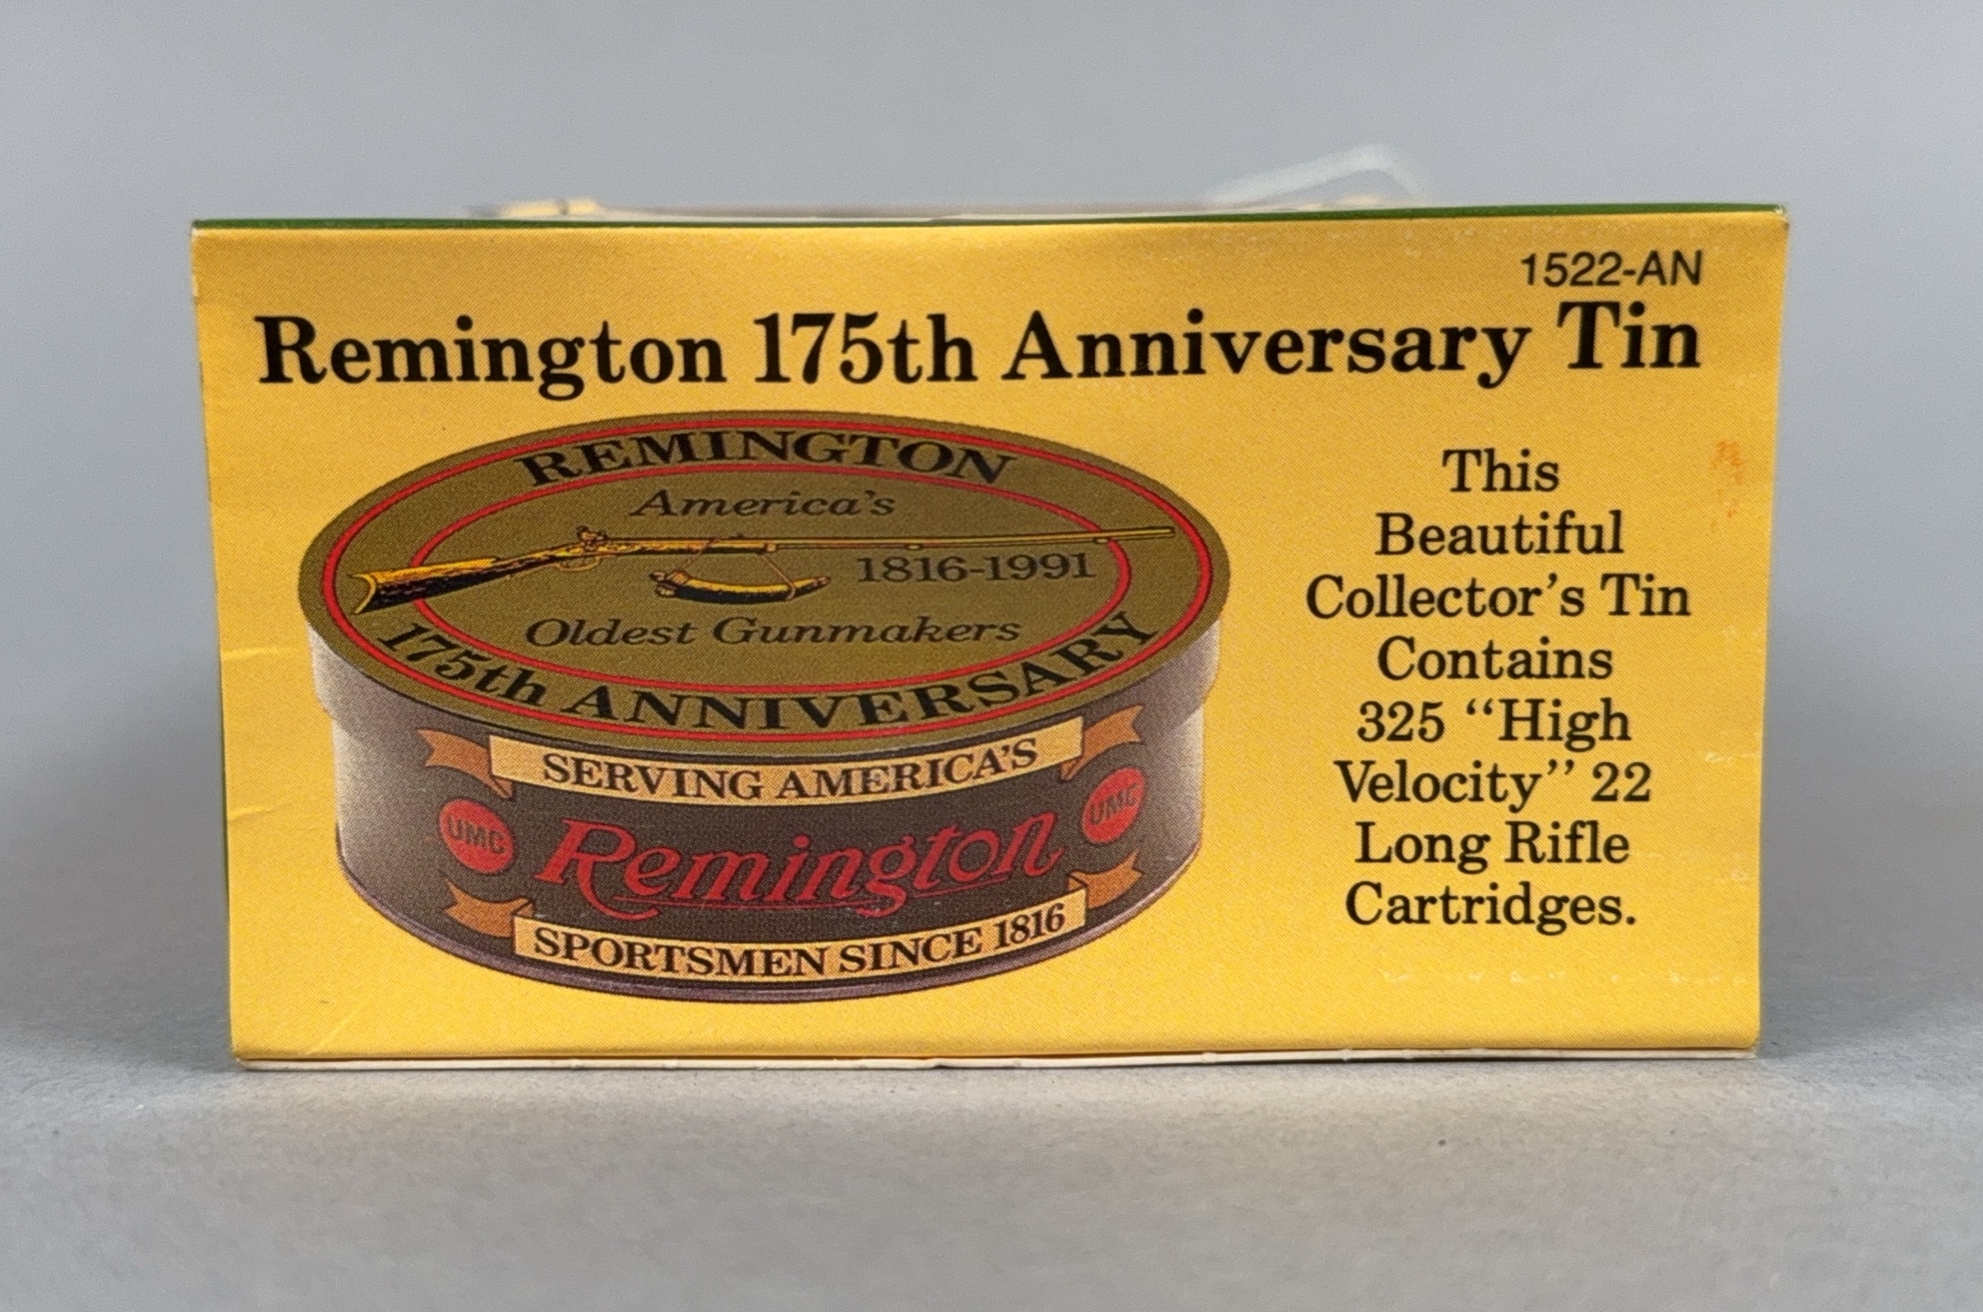 1522-AN
Remington 175th Anniversary Tin
REMINGTON
America's
1816-1991
Oldest Gunmakers
175th ANNIVERSARY
SERVING AMERICA'S
UMC
Remington
UMC
SPORTSMEN SINCE 1816
This
Beautiful
Collector's Tin
Contains
325 "High
Velocity" 22
Long Rifle
Cartridges.